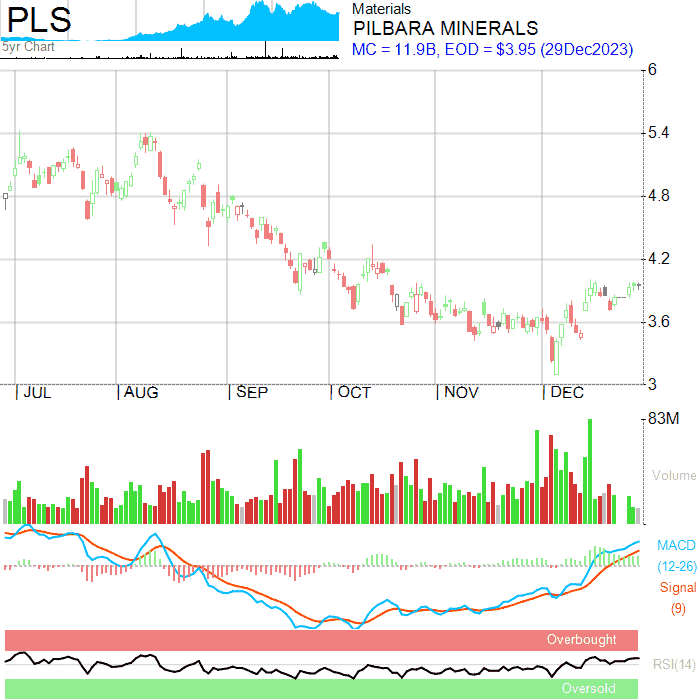 PLS
5yr Chart
Materials
PILBARA MINERALS
MC = 11.9B, EOD = $3.95 (29Dec2023)
6
5.4
4.8
4.2
3.6
3
JUL AUG SEP OCT NOV DEC
83M
Volume
MACD
(12-26)
Signal
(9)
Overbought
RSI(14)
Oversold